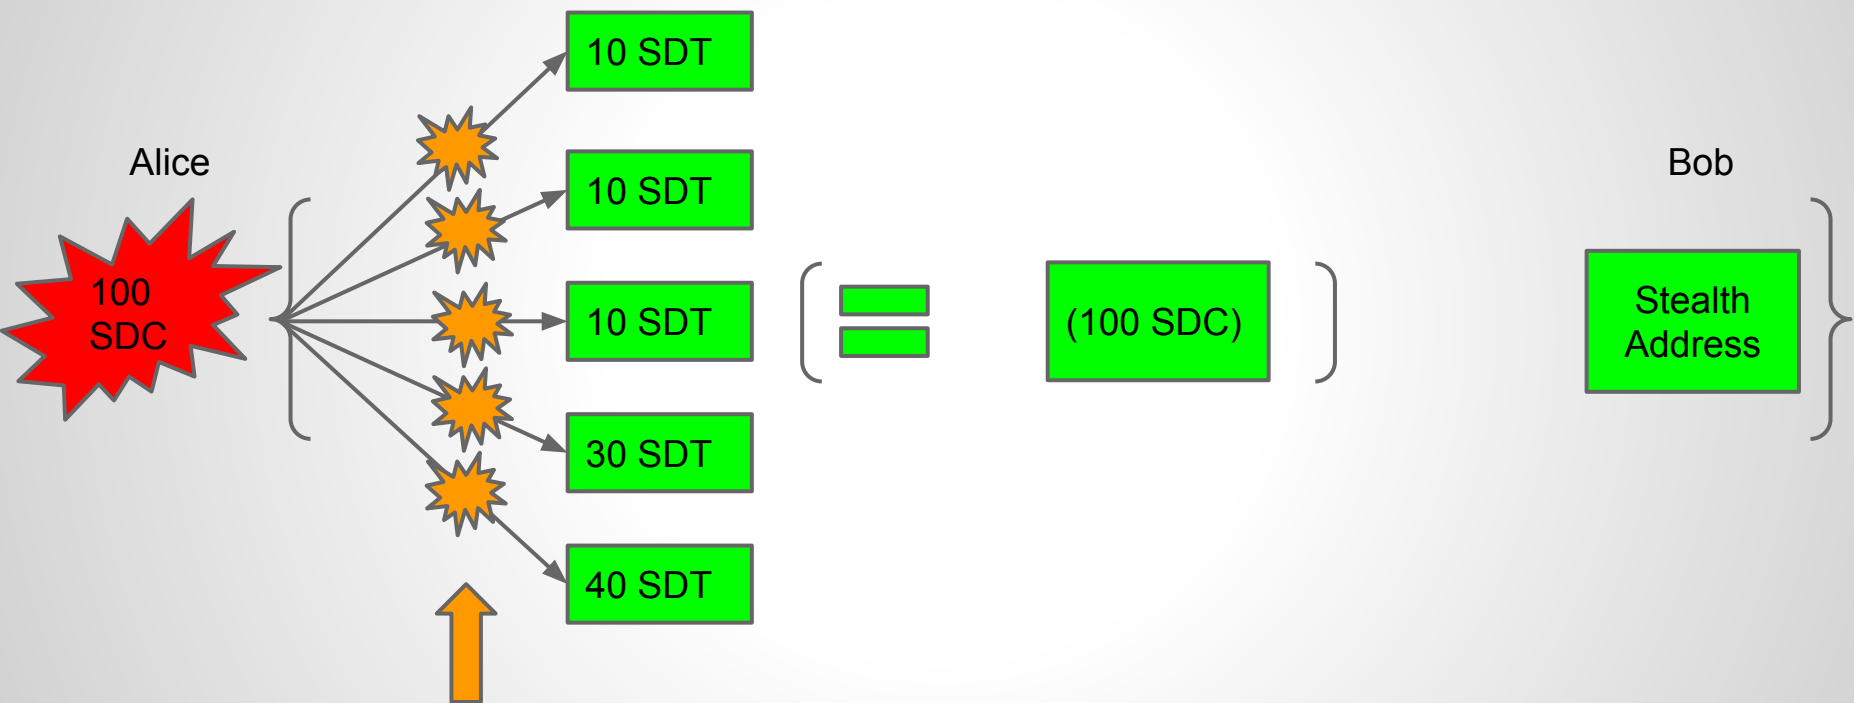 Alice
100
SDC
10 SDT
10 SDT
10 SDT
30 SDT
40 SDT
(100 SDC)
Bob
Stealth
Address